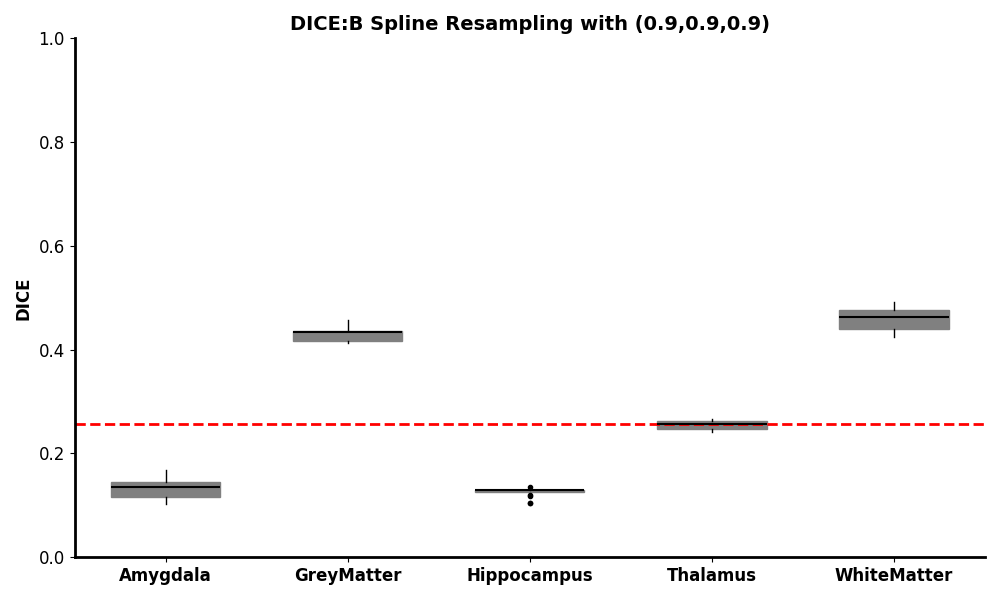 DICE:B Spline Resampling with (0.9,0.9,0.9)
1.0
0.8
0.6
0.4
0.2
0.0
DICE
Amygdala GreyMatter Hippocampus Thalamus WhiteMatter